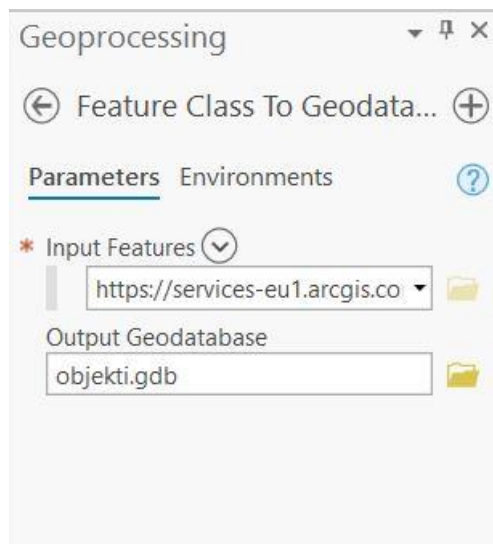 Geoprocessing
Feature Class To Geodata...
Parameters Environments
* Input Features
https://services-eu1.arcgis.co
Output Geodatabase
objekti.gdb